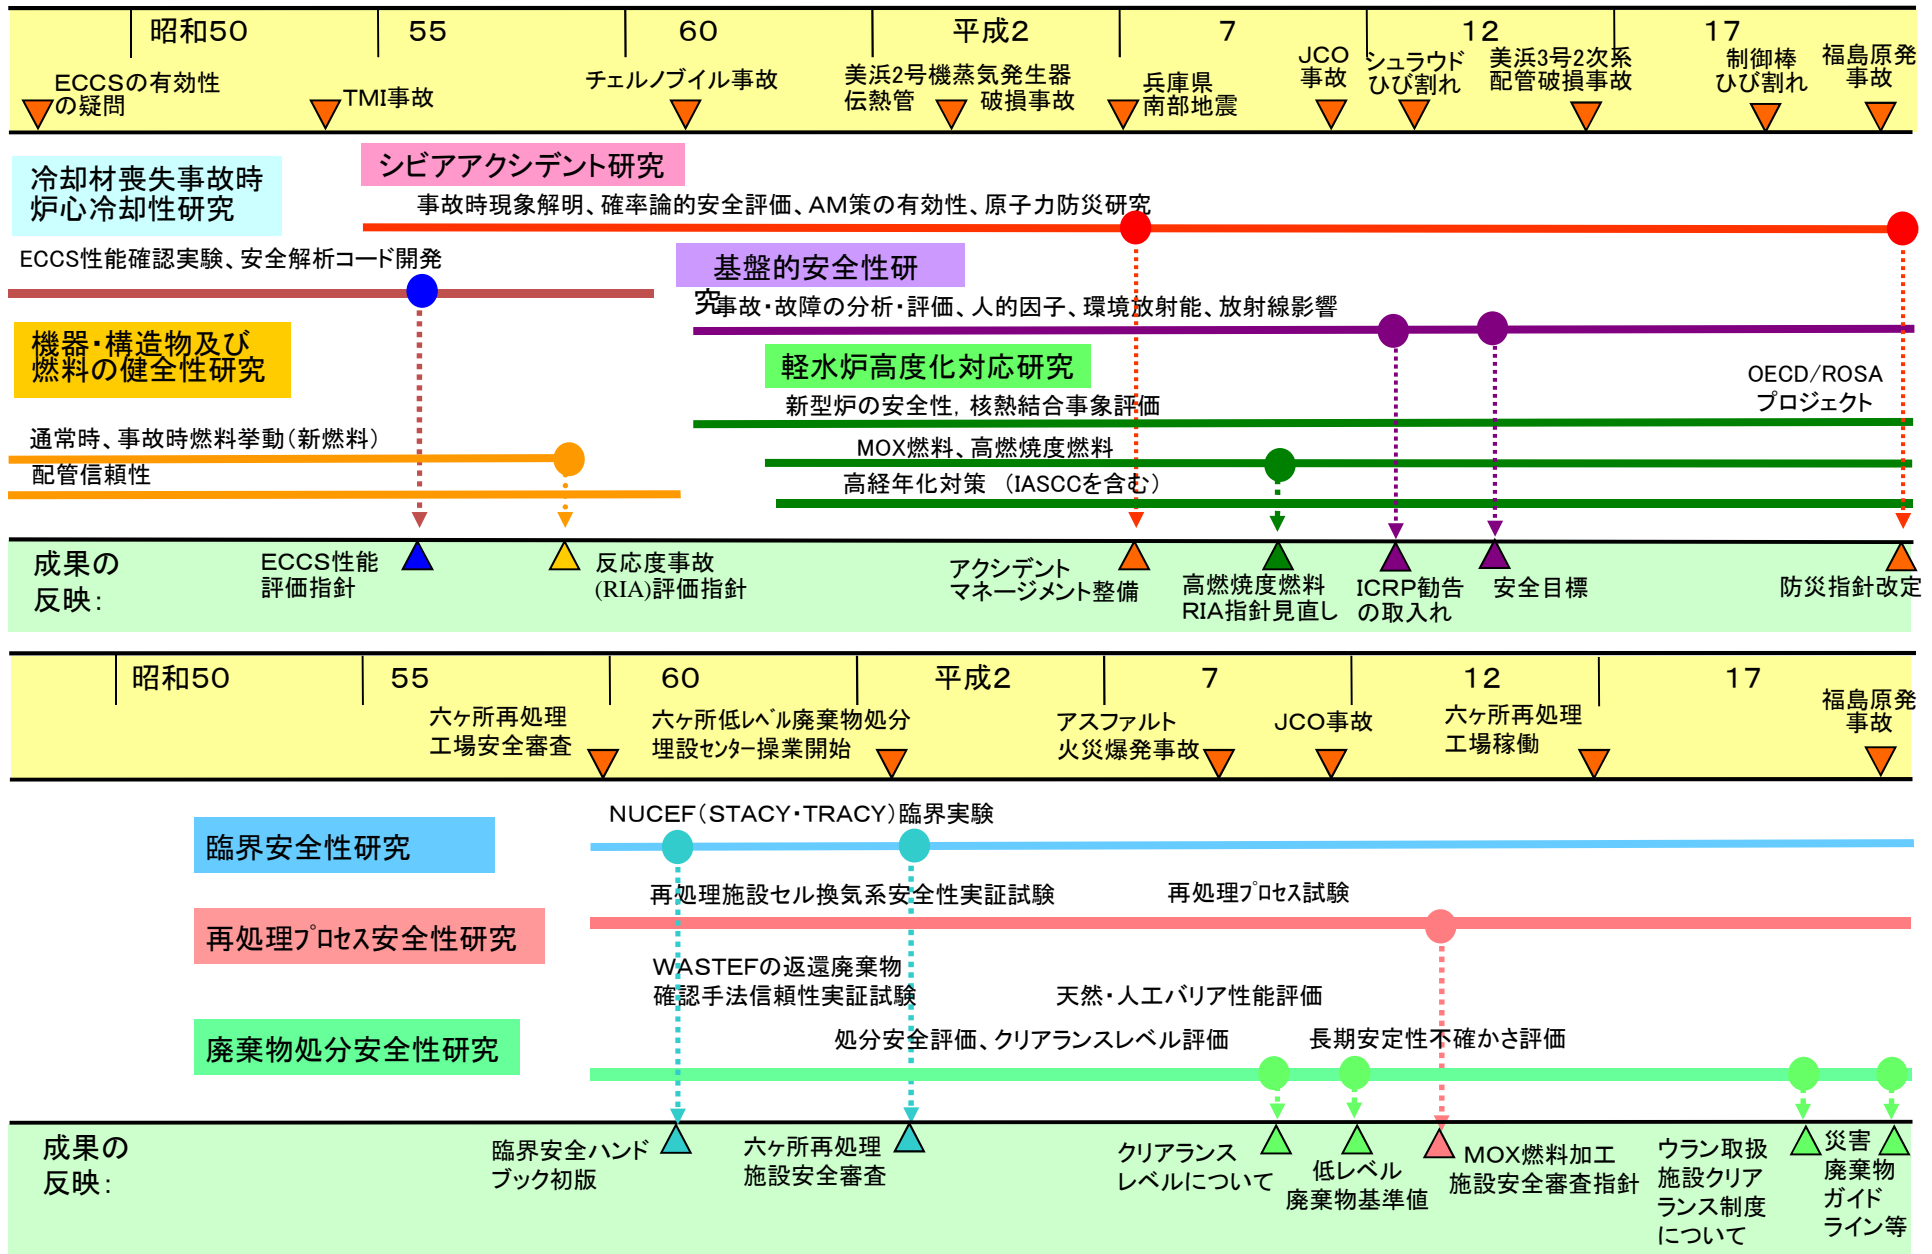 昭和50
55
60
平成2
7
12
17
ECCSの有効性
の疑問
TMI事故
チェルノブイル事故
美浜2号機蒸気発生器
伝熱管 破損事故
兵庫県
南部地震
JCO
事故
シュラウド
ひび割れ
美浜3号2次系
配管破損事故
制御棒
ひび割れ
福島原発
事故
冷却材喪失事故時
炉心冷却性研究
シビアアクシデント研究
事故時現象解明、確率論的安全評価、AM策の有効性、原子力防災研究
ECCS性能確認実験、安全解析コード開発
基盤的安全性研
究
事故・故障の分析・評価、人的因子、環境放射能、放射線影響
機器・構造物及び
燃料の健全性研究
軽水炉高度化対応研究
OECD/ROSA
プロジェクト
新型炉の安全性, 核熱結合事象評価
通常時、事故時燃料挙動（新燃料）
MOX燃料、高燃焼度燃料
配管信頼性
高経年化対策 （IASCCを含む）
成果の
反映：
ECCS性能
評価指針
反応度事故
(RIA)評価指針
アクシデント
マネージメント整備
高燃焼度燃料
RIA指針見直し
ICRP勧告
の取入れ
安全目標
防災指針改定
昭和50
55
60
平成2
7
12
17
六ヶ所再処理
工場安全審査
六ヶ所低レベル廃棄物処分
埋設センター操業開始
アスファルト
火災爆発事故
JCO事故
六ヶ所再処理
工場稼働
福島原発
事故
NUCEF（STACY・TRACY）臨界実験
臨界安全性研究
再処理施設セル換気系安全性実証試験
再処理プロセス試験
再処理プロセス安全性研究
WASTEFの返還廃棄物
確認手法信頼性実証試験
天然・人工バリア性能評価
処分安全評価、クリアランスレベル評価
長期安定性不確かさ評価
廃棄物処分安全性研究
成果の
反映：
臨界安全ハンド
ブック初版
六ヶ所再処理
施設安全審査
クリアランス
レベルについて
低レベル
廃棄物基準値
MOX燃料加工
施設安全審査指針
ウラン取扱
施設クリア
ランス制度
について
災害
廃棄物
ガイド
ライン等